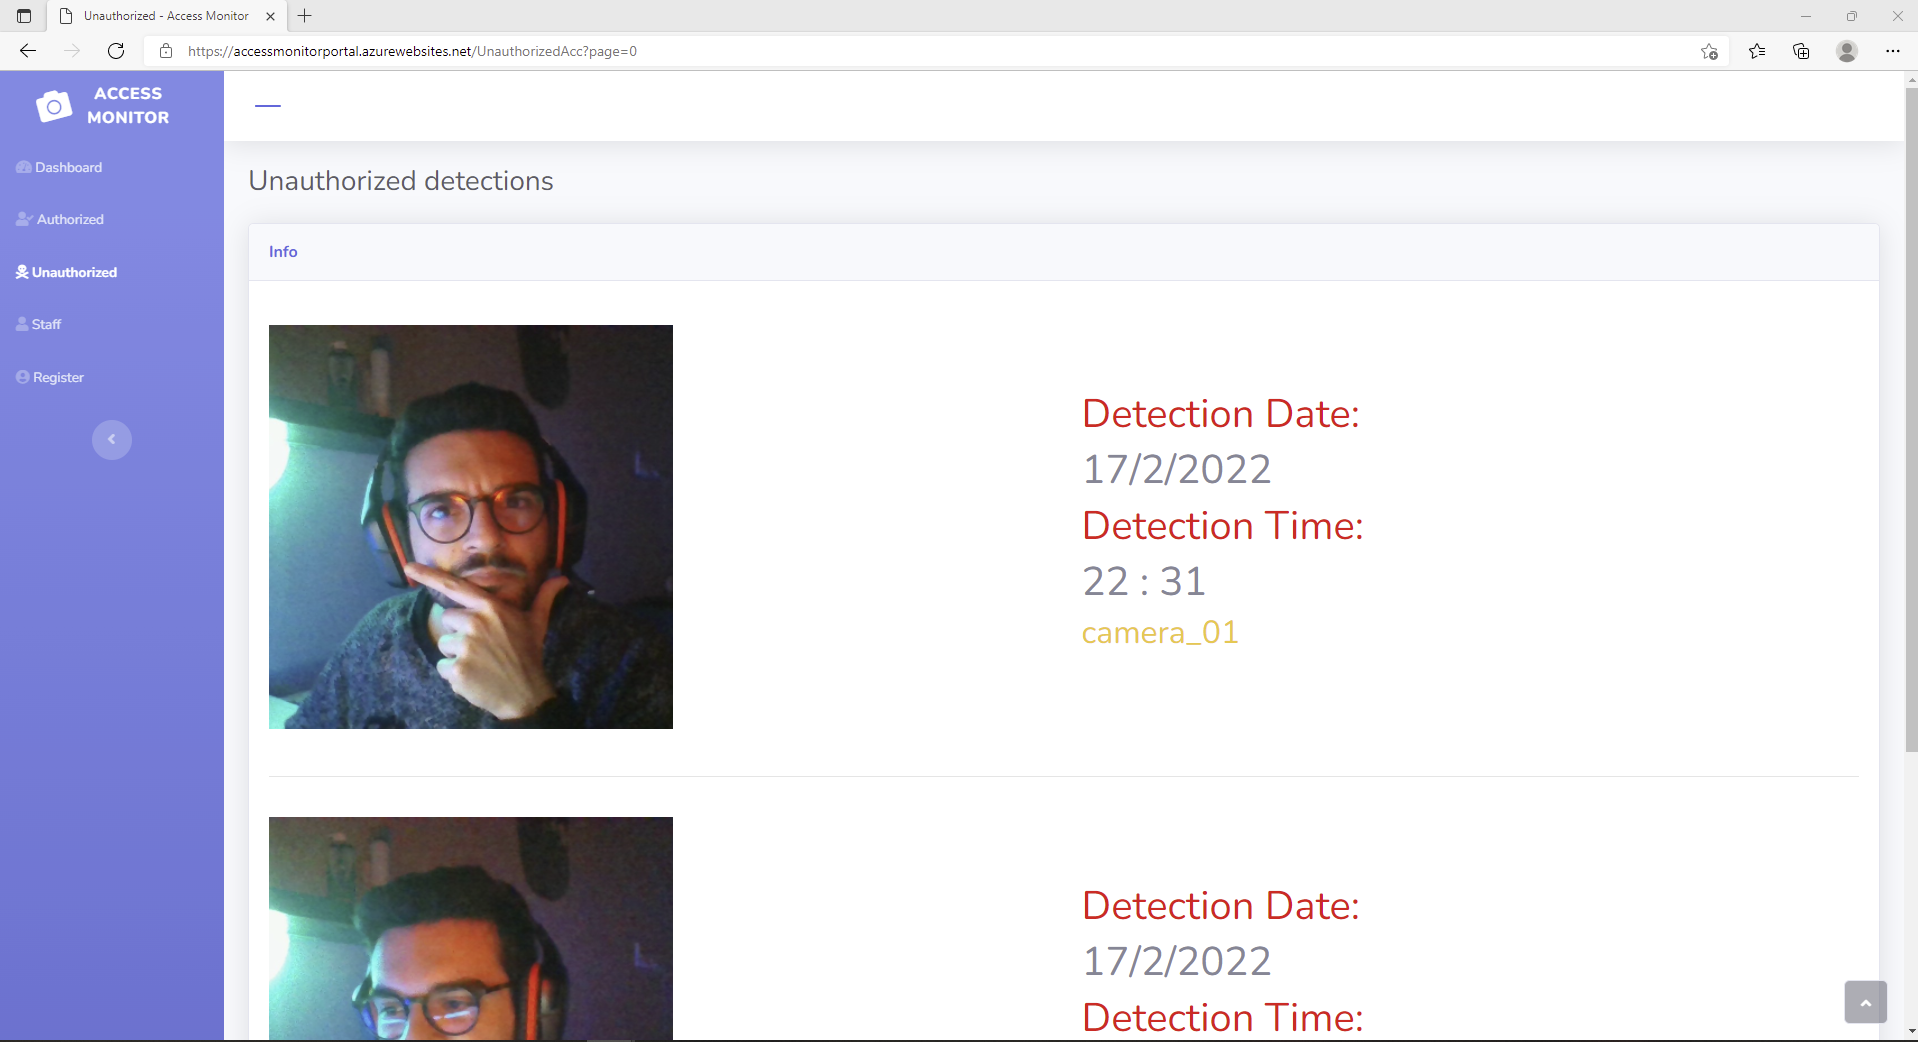 Unauthorized - Access Monitor
https://accessmonitorportal.azurewebsites.net/UnauthorizedAcc?page=0
ACCESS
MONITOR
Dashboard
Authorized
Unauthorized
Staff
Register
Unauthorized detections
Info
Detection Date:
17/2/2022
Detection Time:
22 : 31
camera_01
Detection Date:
17/2/2022
Detection Time: